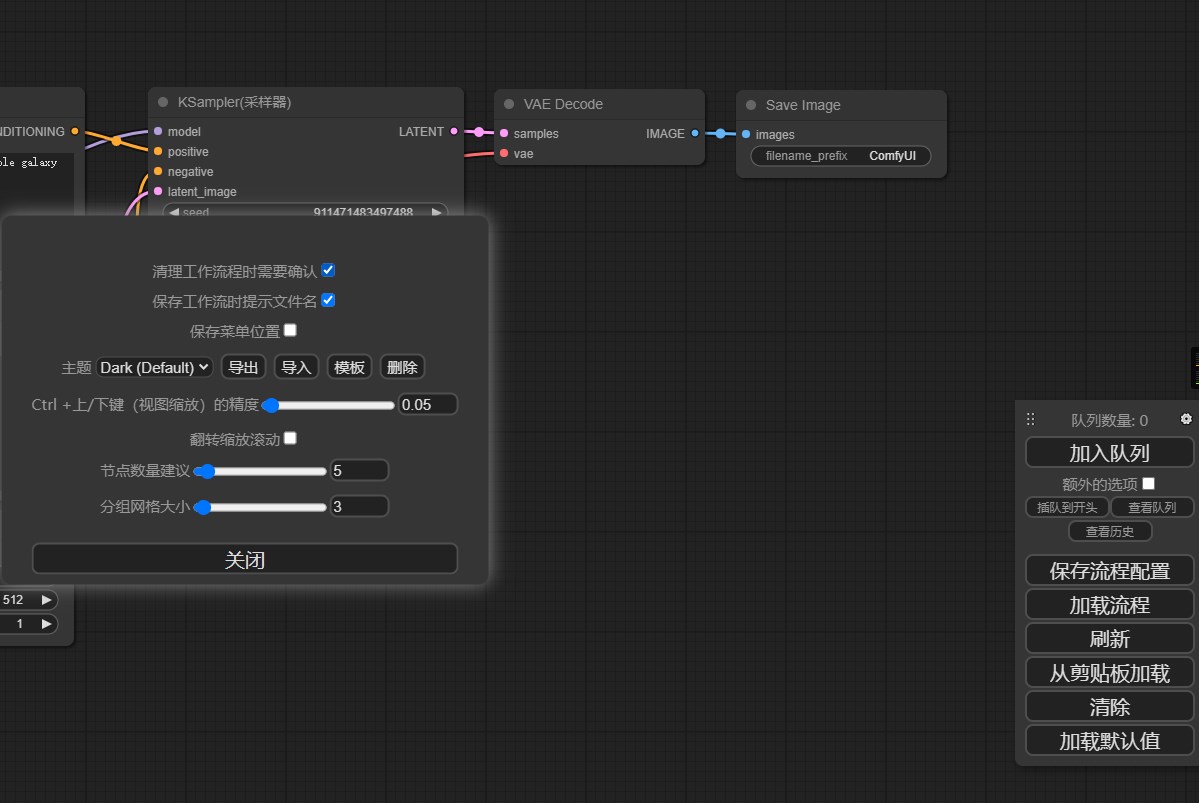 NDITIONING
ple galaxy
KSampler(采样器)
model
LATENT
positive
negative
latent_image
seed
911471483497488
VAE Decode
samples
IMAGE
vae
Save Image
images
filename_prefix ComfyUI
清理工作流程时需要确认
保存工作流时提示文件名
保存菜单位置
主题 Dark (Default) 导出 导入 模板 删除
Ctrl +上/下键（视图缩放）的精度 0.05
翻转缩放滚动
节点数量建议 5
分组网格大小 3
关闭
512
1
队列数量: 0
加入队列
额外的选项
插队到开头 查看队列
查看历史
保存流程配置
加载流程
刷新
从剪贴板加载
清除
加载默认值